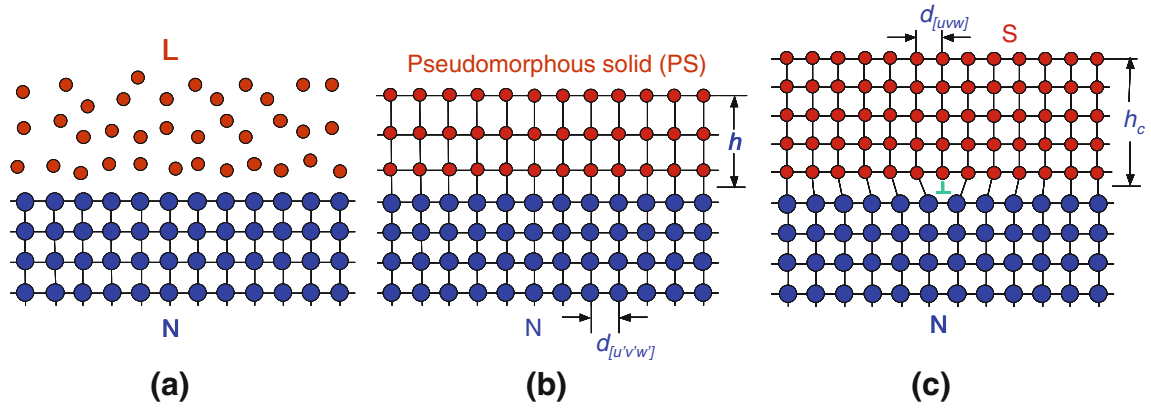 L
N
(a)
Pseudomorphous solid (PS)
h
N
d[u'v'w']
(b)
d[uvw]
S
hc
⊥
N
(c)